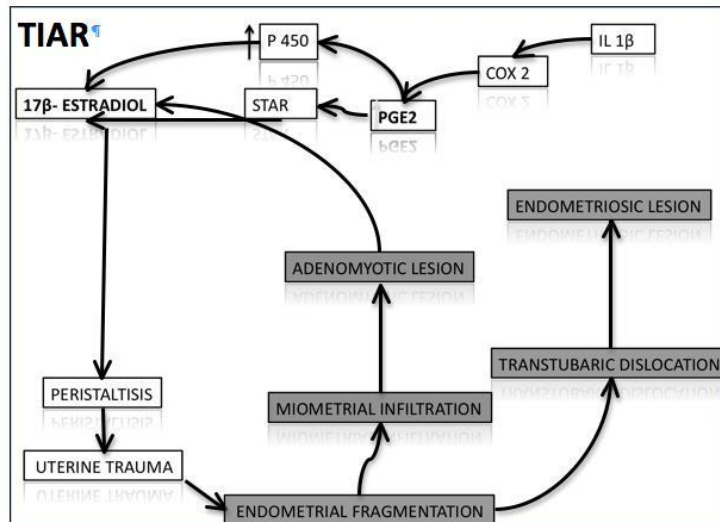 TIAR¶
P 450
IL 1β
COX 2
17β- ESTRADIOL
STAR
PGE2
ENDOMETRIOSIC LESION
ADENOMYOTIC LESION
TRANSTUBARIC DISLOCATION
PERISTALTISIS
MIOMETRIAL INFILTRATION
UTERINE TRAUMA
ENDOMETRIAL FRAGMENTATION